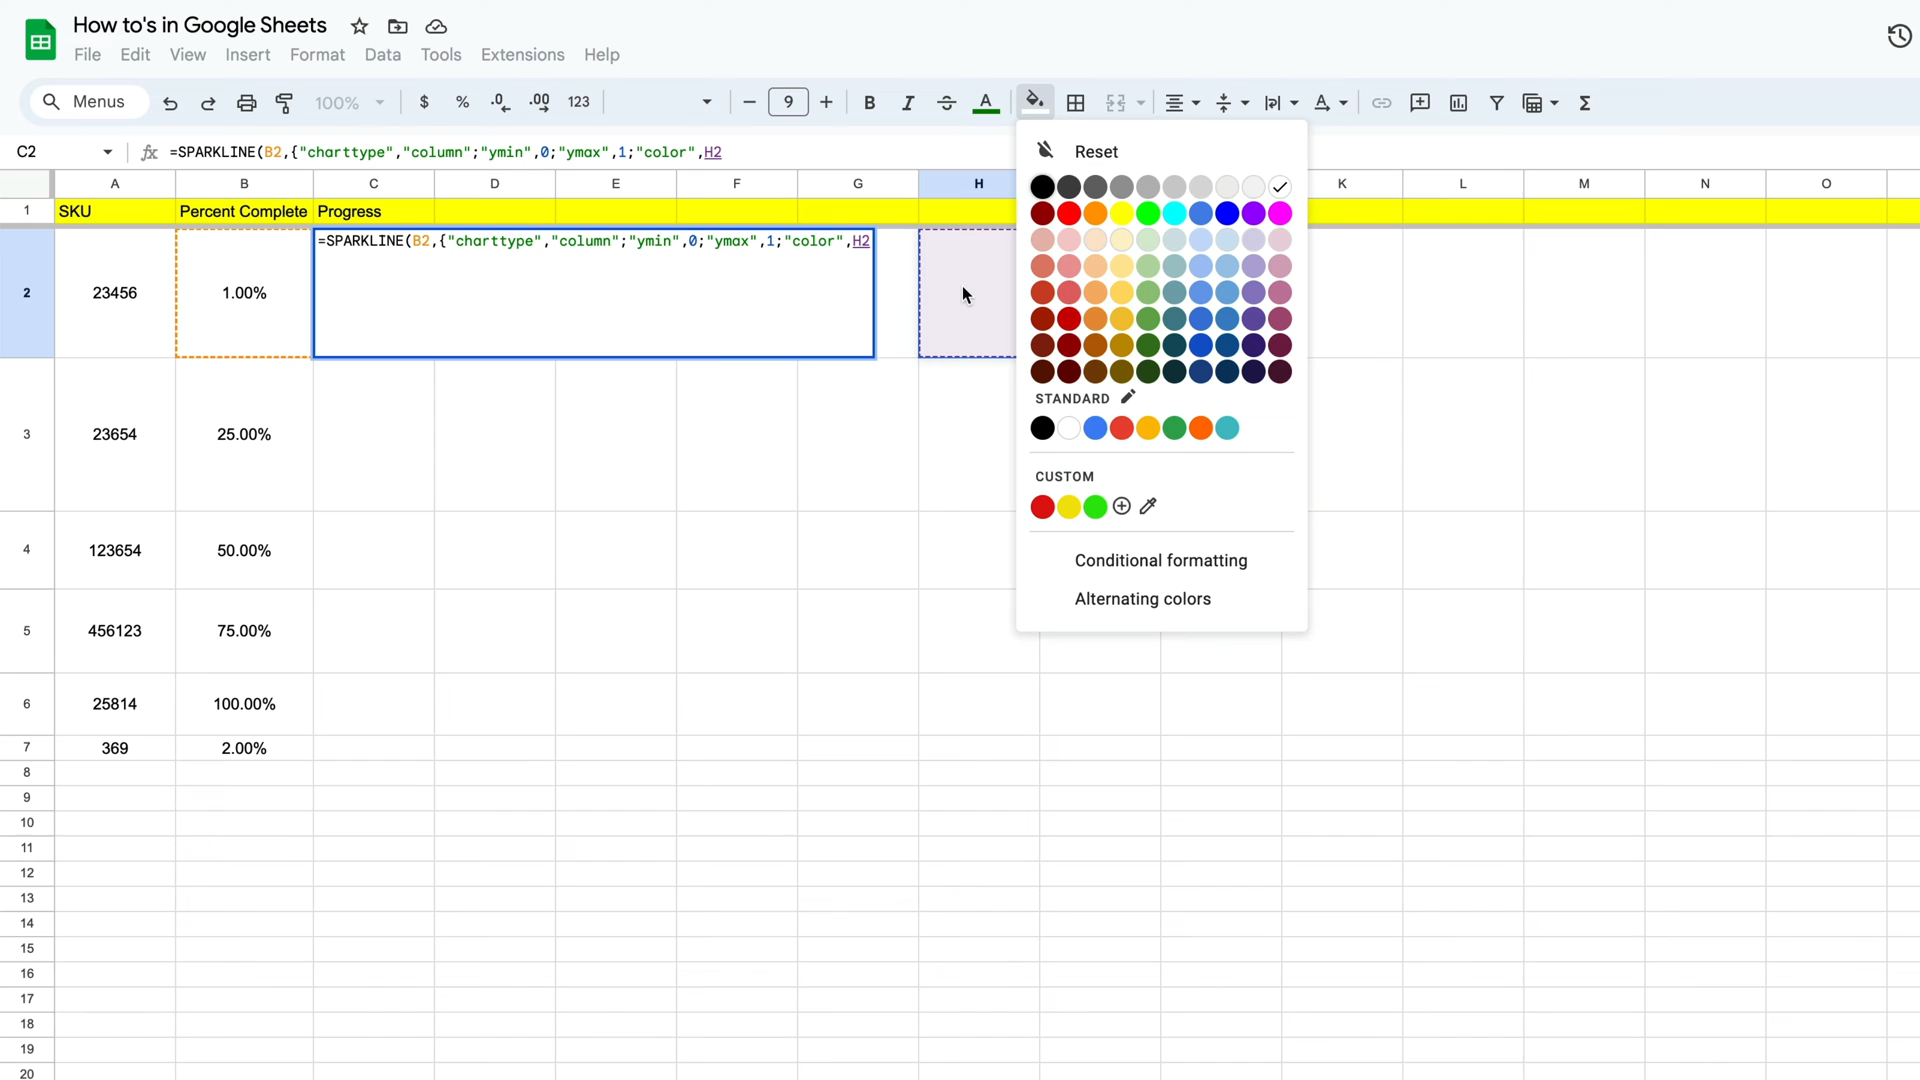 How to's in Google Sheets
File Edit View Insert Format Data Tools Extensions Help
Menus 100% $ % .0 .00 123 9 B I S A A Σ
C2 fx =SPARKLINE(B2,{"charttype","column";"ymin",0;"ymax",1;"color",H2
Reset
A B C D E F G H K L M N O
1 SKU Percent Complete Progress
=SPARKLINE(B2,{"charttype","column";"ymin",0;"ymax",1;"color",H2
2 23456 1.00%
STANDARD
3 23654 25.00%
CUSTOM
4 123654 50.00%
Conditional formatting
Alternating colors
5 456123 75.00%
6 25814 100.00%
7 369 2.00%
8
9
10
11
12
13
14
15
16
17
18
19
20